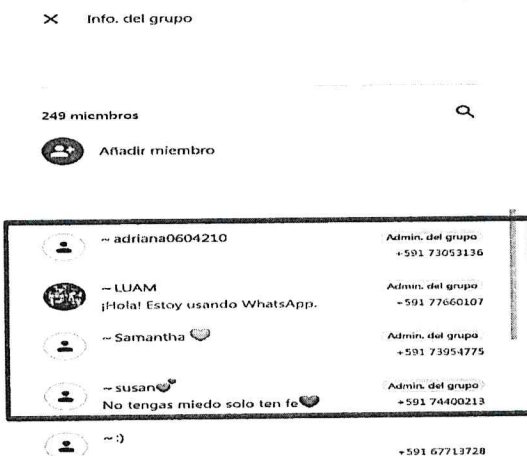 Info. del grupo
249 miembros
Añadir miembro
~ adriana0604210 Admin. del grupo
+591 73053136
~ LUAM Admin. del grupo
¡Hola! Estoy usando WhatsApp. ~591 77660107
~ Samantha Admin. del grupo
+591 73954775
~ susan Admin. del grupo
No tengas miedo solo ten fe +591 74400213
~ :)
+591 67713728